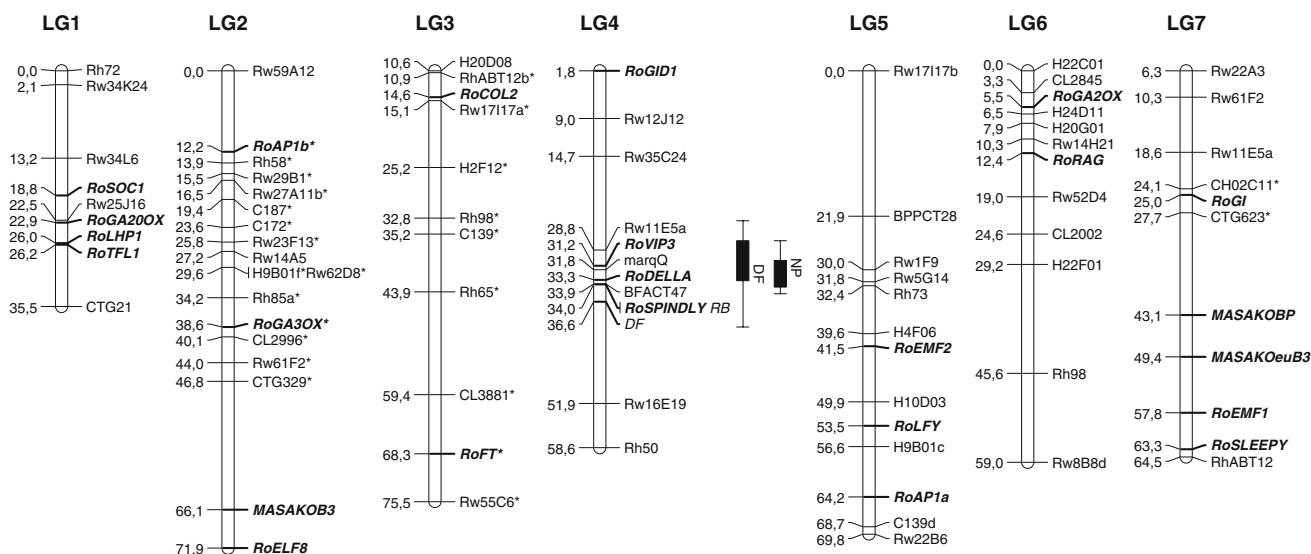 LG1
0,0 Rh72
2,1 Rw34K24
13,2 Rw34L6
18,8 RoSOC1
22,5 Rw25J16
22,9 RoGA20OX
26,0 RoLHP1
26,2 RoTFL1
35,5 CTG21
LG2
0,0 Rw59A12
12,2 RoAP1b*
13,9 Rh58*
15,5 Rw29B1*
16,5 Rw27A11b*
19,4 C187*
23,6 C172*
25,8 Rw23F13*
27,2 Rw14A5
29,6 H9B01f*Rw62D8*
34,2 Rh85a*
38,6 RoGA3OX*
40,1 CL2996*
44,0 Rw61F2*
46,8 CTG329*
66,1 MASAKOB3
71,9 RoELF8
LG3
10,6 H20D08
10,9 RhABT12b*
14,6 RoCOL2
15,1 Rw17I17a*
25,2 H2F12*
32,8 Rh98*
35,2 C139*
43,9 Rh65*
59,4 CL3881*
68,3 RoFT*
75,5 Rw55C6*
LG4
1,8 RoGID1
9,0 Rw12J12
14,7 Rw35C24
28,8 Rw11E5a
31,2 RoVIP3
31,8 marqQ
33,3 RoDELLA
33,9 BFACT47
34,0 RoSPINDLY RB
36,6 DF
51,9 Rw16E19
58,6 Rh50
DF
NP
LG5
0,0 Rw17I17b
21,9 BPPCT28
30,0 Rw1F9
31,8 Rw5G14
32,4 Rh73
39,6 H4F06
41,5 RoEMF2
49,9 H10D03
53,5 RoLFY
56,6 H9B01c
64,2 RoAP1a
68,7 C139d
69,8 Rw22B6
LG6
0,0 H22C01
3,3 CL2845
5,5 RoGA2OX
6,5 H24D11
7,9 H20G01
10,3 Rw14H21
12,4 RoRAG
19,0 Rw52D4
24,6 CL2002
29,2 H22F01
45,6 Rh98
59,0 Rw8B8d
LG7
6,3 Rw22A3
10,3 Rw61F2
18,6 Rw11E5a
24,1 CH02C11*
25,0 RoGI
27,7 CTG623*
43,1 MASAKOBP
49,4 MASAKOeuB3
57,8 RoEMF1
63,3 RoSLEEPY
64,5 RhABT12